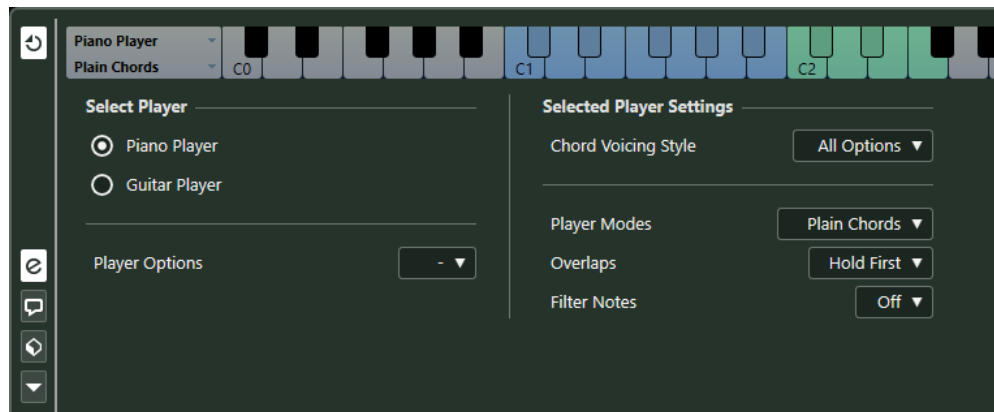 Piano Player
Plain Chords
C0
C1
C2
Select Player
Piano Player
Guitar Player
Player Options
-
Selected Player Settings
Chord Voicing Style
All Options
Player Modes
Plain Chords
Overlaps
Hold First
Filter Notes
Off